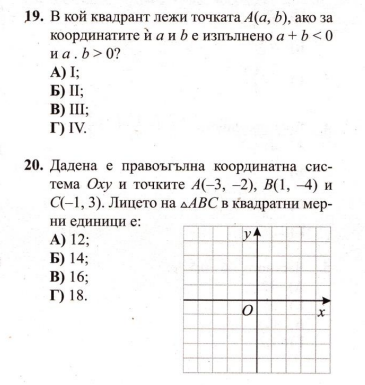 19. В кой квадрант лежи точката A(a, b), ако за
координатите ѝ a и b е изпълнено a + b < 0
и a . b > 0?
А) I;
Б) II;
В) III;
Г) IV.
20. Дадена е правоъгълна координатна сис-
тема Oxy и точките A(–3, –2), B(1, –4) и
C(–1, 3). Лицето на △ABC в квадратни мер-
ни единици е:
А) 12;
Б) 14;
В) 16;
Г) 18.
y
O
x